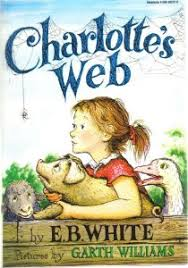 Charlotte's
Web
by E.B. WHITE
Pictures by GARTH WILLIAMS